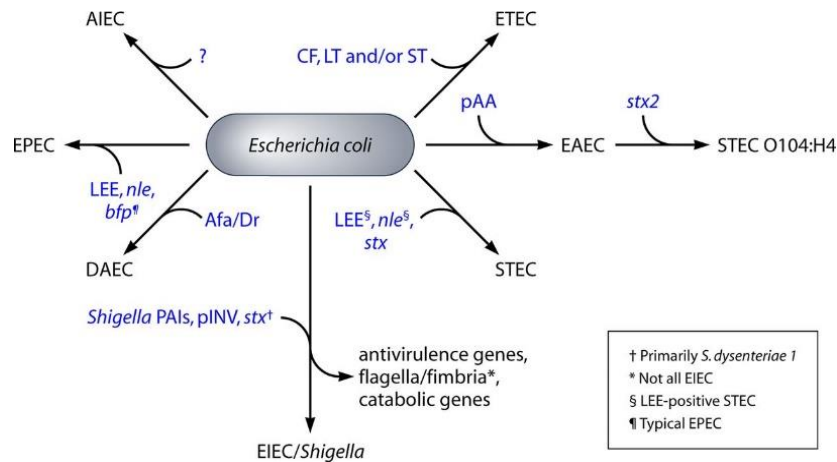 AIEC
?
CF, LT and/or ST
ETEC
pAA
stx2
EPEC
Escherichia coli
EAEC
STEC O104:H4
LEE, nle,
bfp¶
Afa/Dr
LEE§, nle§,
stx
DAEC
STEC
Shigella PAIs, pINV, stx†
antivirulence genes,
flagella/fimbria*,
catabolic genes
EIEC/Shigella
† Primarily S. dysenteriae 1
* Not all EIEC
§ LEE-positive STEC
¶ Typical EPEC